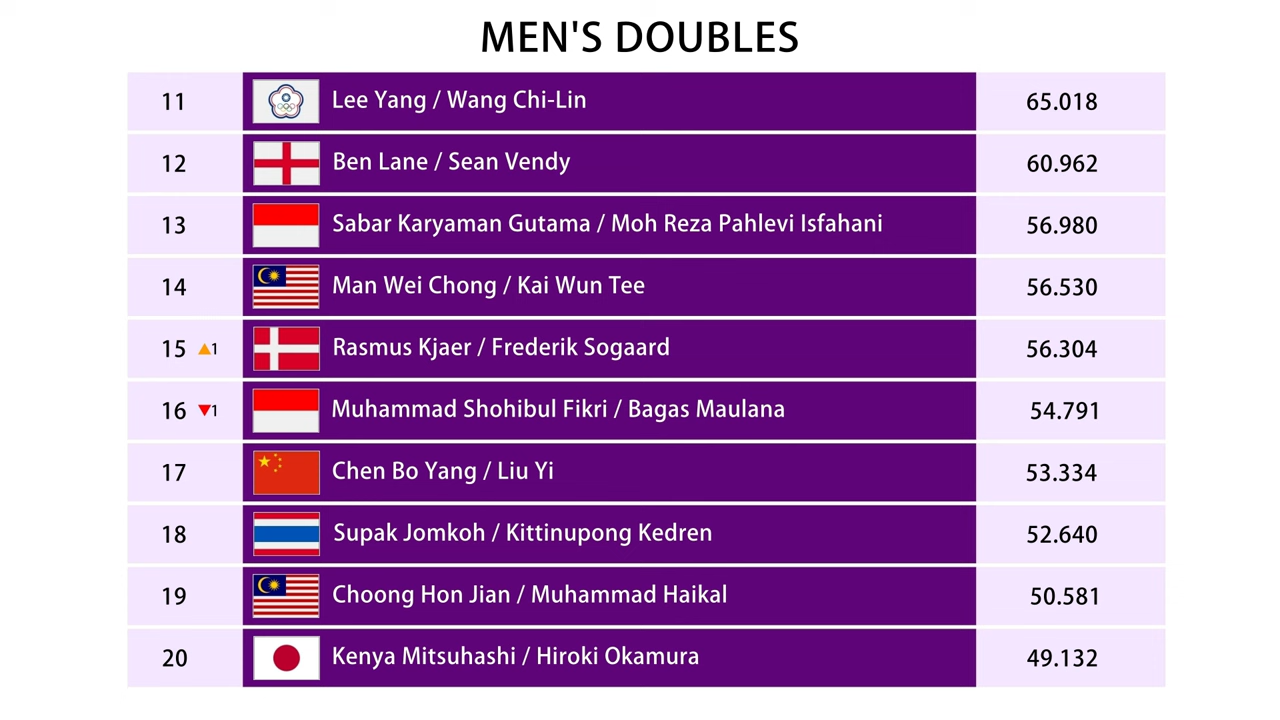 MEN'S DOUBLES
11 Lee Yang / Wang Chi-Lin 65.018
12 Ben Lane / Sean Vendy 60.962
13 Sabar Karyaman Gutama / Moh Reza Pahlevi Isfahani 56.980
14 Man Wei Chong / Kai Wun Tee 56.530
15 ▲1 Rasmus Kjaer / Frederik Sogaard 56.304
16 ▼1 Muhammad Shohibul Fikri / Bagas Maulana 54.791
17 Chen Bo Yang / Liu Yi 53.334
18 Supak Jomkoh / Kittinupong Kedren 52.640
19 Choong Hon Jian / Muhammad Haikal 50.581
20 Kenya Mitsuhashi / Hiroki Okamura 49.132